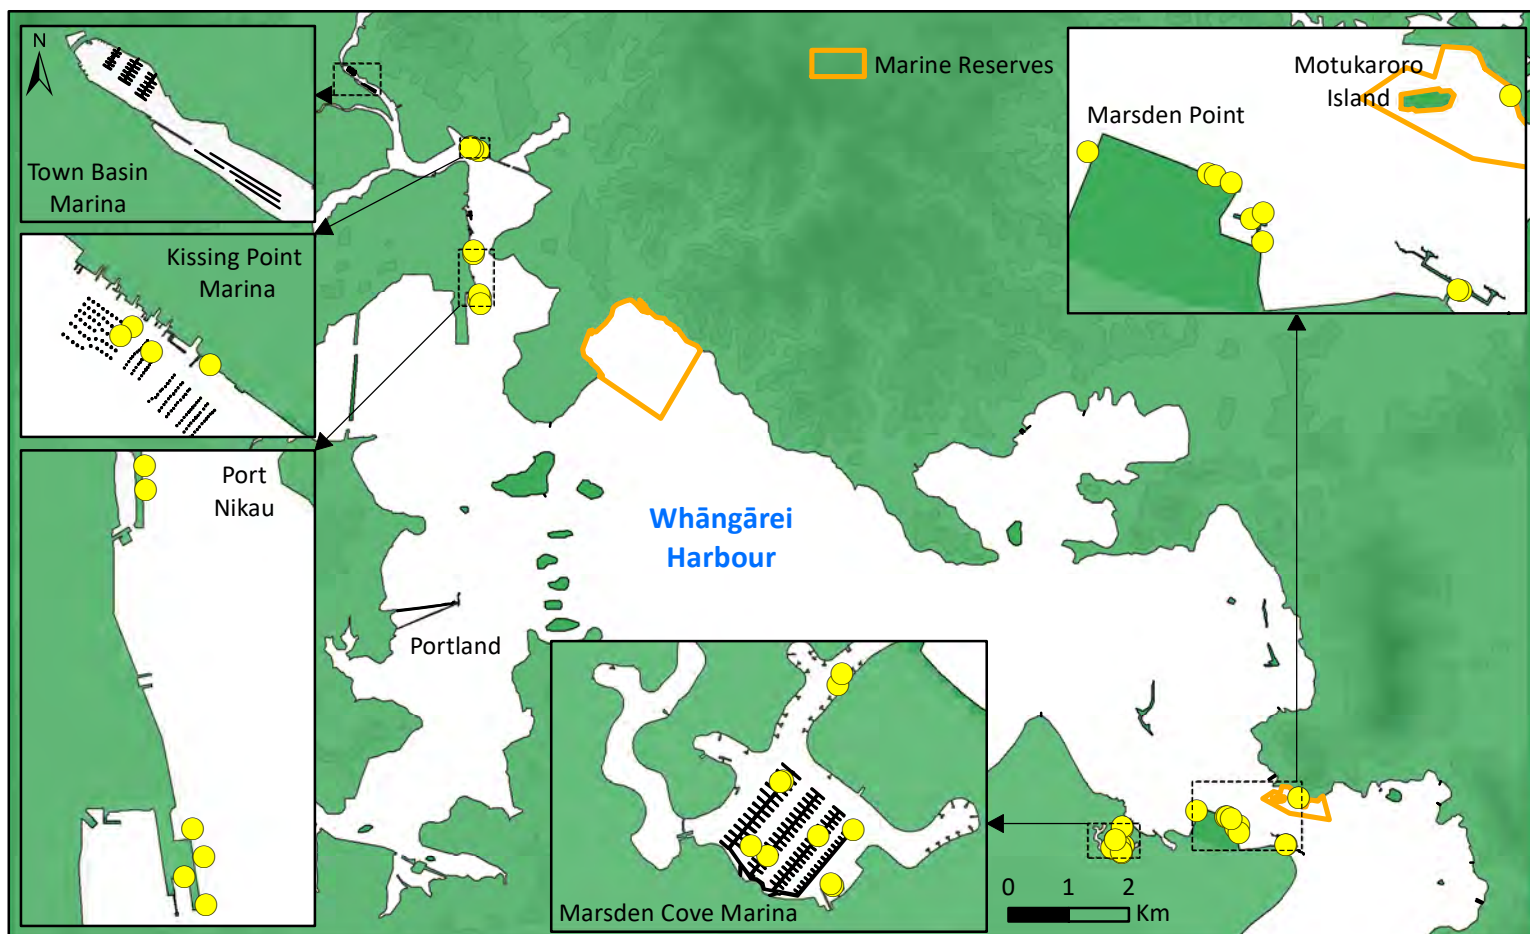 N
Town Basin
Marina
Kissing Point
Marina
Port
Nikau
Marine Reserves
Motukaroro
Island
Marsden Point
Whāngārei
Harbour
Portland
Marsden Cove Marina
0 1 2
Km